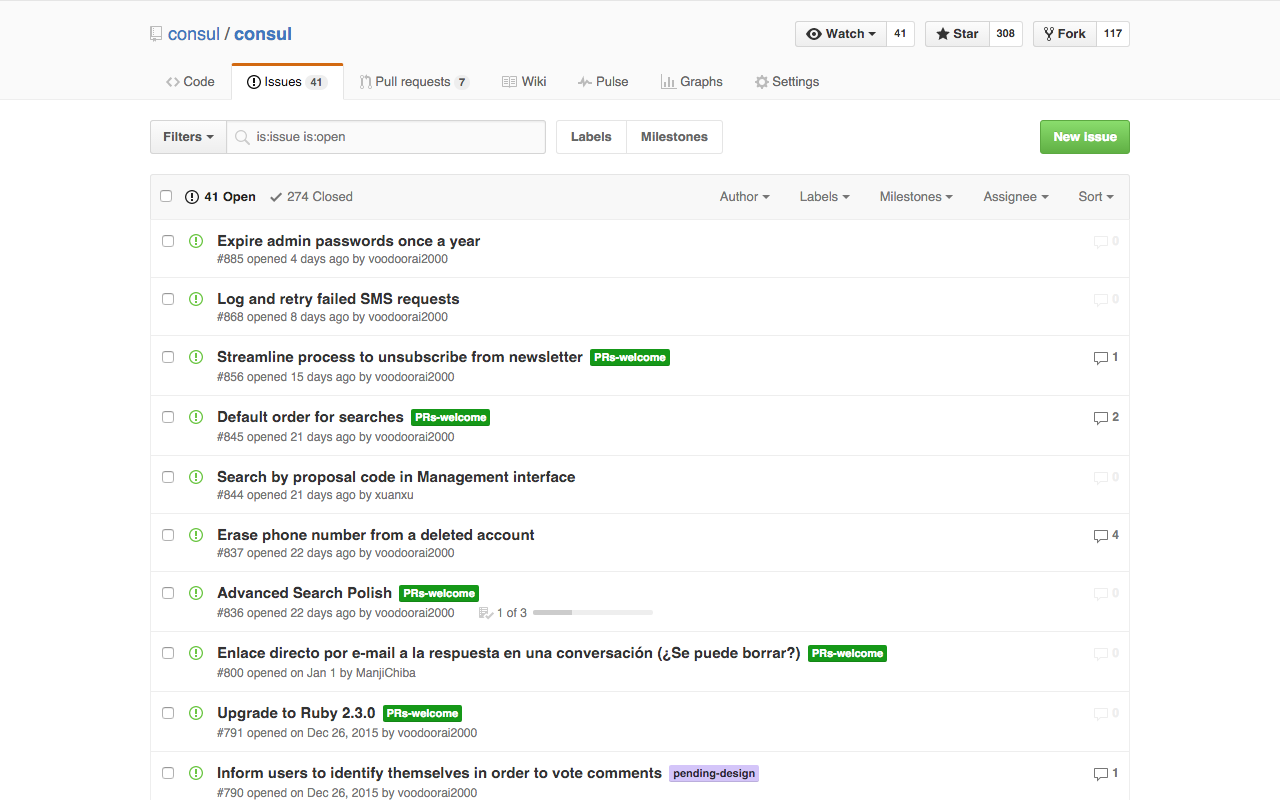 consul / consul
Watch 41 Star 308 Fork 117
Code Issues 41 Pull requests 7 Wiki Pulse Graphs Settings
Filters is:issue is:open Labels Milestones New Issue
41 Open 274 Closed Author Labels Milestones Assignee Sort
Expire admin passwords once a year 0
#885 opened 4 days ago by voodoorai2000
Log and retry failed SMS requests 0
#868 opened 8 days ago by voodoorai2000
Streamline process to unsubscribe from newsletter PRs-welcome 1
#856 opened 15 days ago by voodoorai2000
Default order for searches PRs-welcome 2
#845 opened 21 days ago by voodoorai2000
Search by proposal code in Management interface 0
#844 opened 21 days ago by xuanxu
Erase phone number from a deleted account 4
#837 opened 22 days ago by voodoorai2000
Advanced Search Polish PRs-welcome 0
#836 opened 22 days ago by voodoorai2000 1 of 3
Enlace directo por e-mail a la respuesta en una conversación (¿Se puede borrar?) PRs-welcome 0
#800 opened on Jan 1 by ManjiChiba
Upgrade to Ruby 2.3.0 PRs-welcome 0
#791 opened on Dec 26, 2015 by voodoorai2000
Inform users to identify themselves in order to vote comments pending-design 1
#790 opened on Dec 26, 2015 by voodoorai2000